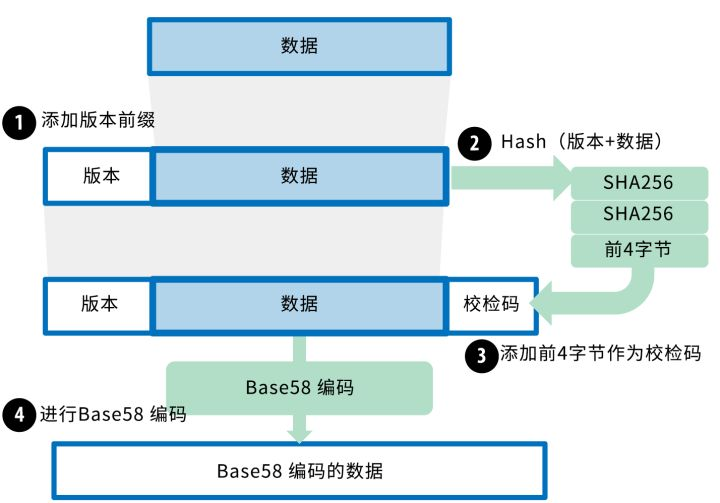 数据
1 添加版本前缀
2 Hash（版本+数据）
版本 数据
SHA256
SHA256
前4字节
版本 数据 校检码
3 添加前4字节作为校检码
Base58 编码
4 进行Base58 编码
Base58 编码的数据